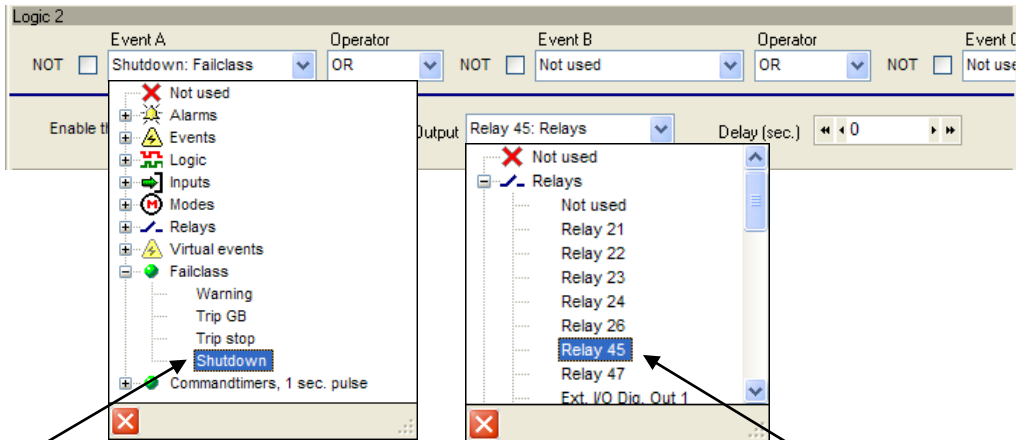 Logic 2
Event A Operator Event B Operator Event C
NOT Shutdown: Failclass OR NOT Not used OR NOT Not use
Enable th Output Relay 45: Relays Delay (sec.) 0
Not used
Alarms
Events
Logic
Inputs
Modes
Relays
Virtual events
Failclass
Warning
Trip GB
Trip stop
Shutdown
Commandtimers, 1 sec. pulse
Not used
Relays
Not used
Relay 21
Relay 22
Relay 23
Relay 24
Relay 26
Relay 45
Relay 47
Ext. I/O Dig. Out 1